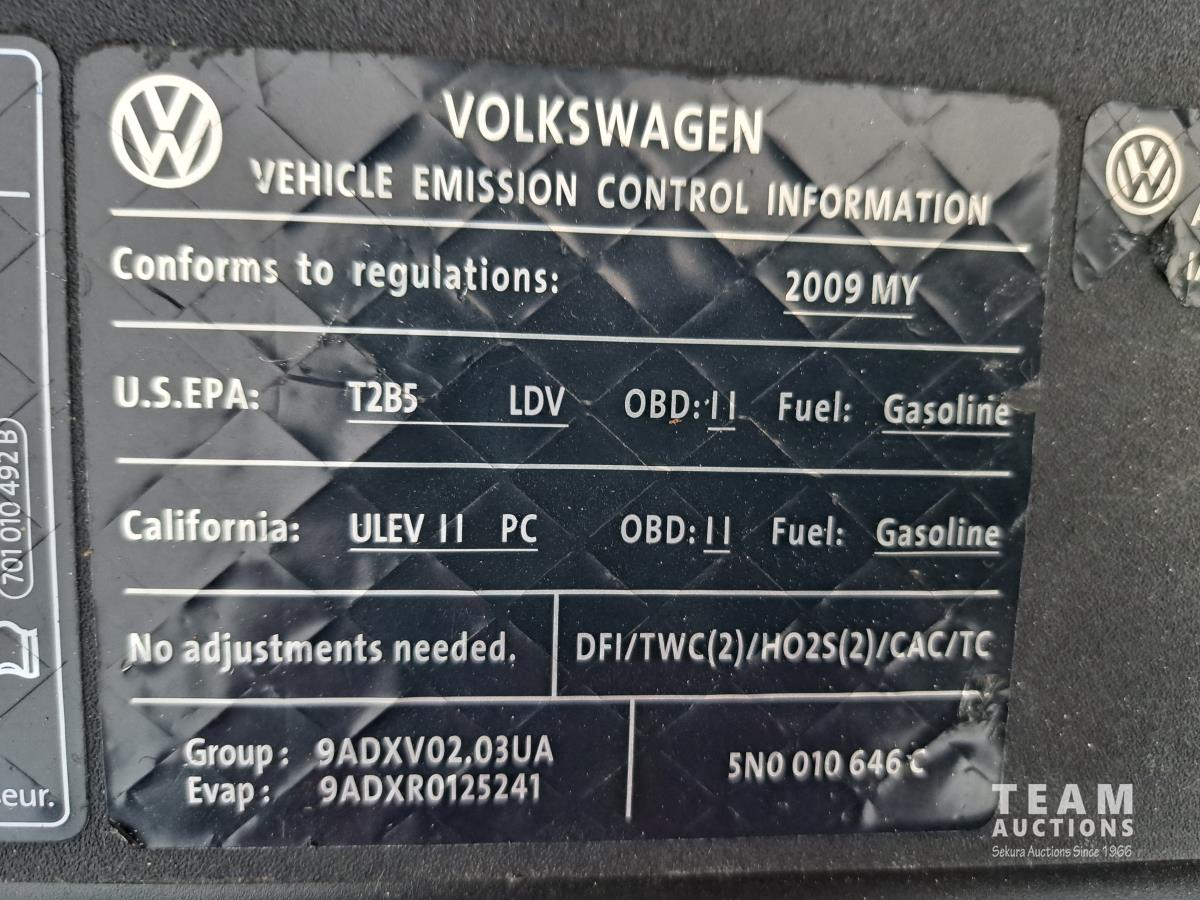 VOLKSWAGEN
VEHICLE EMISSION CONTROL INFORMATION
Conforms to regulations: 2009 MY
U.S.EPA: T2B5 LDV OBD: II Fuel: Gasoline
California: ULEV II PC OBD: II Fuel: Gasoline
No adjustments needed. DFI/TWC(2)/HO2S(2)/CAC/TC
Group: 9ADXV02.03UA
Evap: 9ADXR0125241
5N0 010 646 C
701 010 492 B
eur.
TEAM
AUCTIONS
Sekura Auctions Since 1966